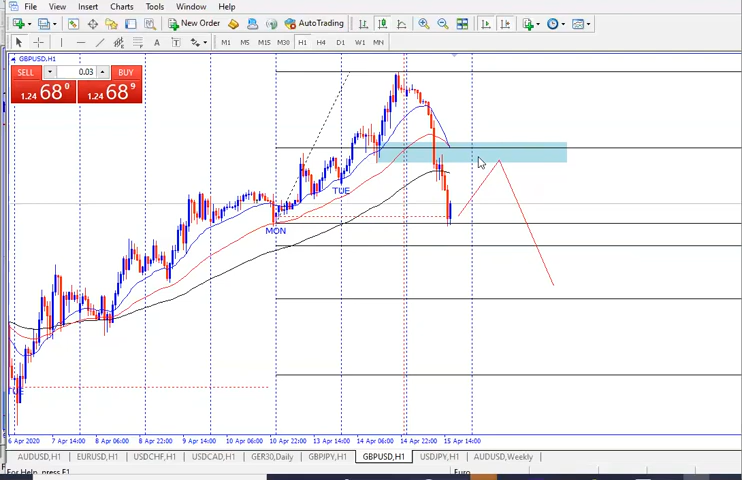 File View Insert Charts Tools Window Help
New Order AutoTrading
A T M1 M5 M15 M30 H1 H4 D1 W1 MN
GBPUSD,H1
SELL 0.03 BUY
1.24 68 0 1.24 68 9
TUE
MON
6 Apr 2020 7 Apr 14:00 8 Apr 06:00 8 Apr 22:00 9 Apr 14:00 10 Apr 06:00 10 Apr 22:00 13 Apr 14:00 14 Apr 06:00 14 Apr 22:00 15 Apr 14:00
AUDUSD,H1 EURUSD,H1 USDCHF,H1 USDCAD,H1 GER30,Daily GBPJPY,H1 GBPUSD,H1 USDJPY,H1 AUDUSD,Weekly
For Help, press F1 Euro